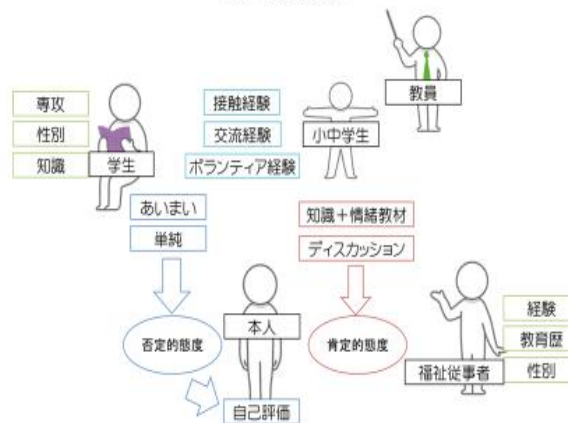 教員
専攻
性別
知識
学生
接触経験
交流経験
ボランティア経験
小中学生
あいまい
単純
知識＋情緒教材
ディスカッション
否定的態度
本人
肯定的態度
自己評価
福祉従事者
経験
教育歴
性別